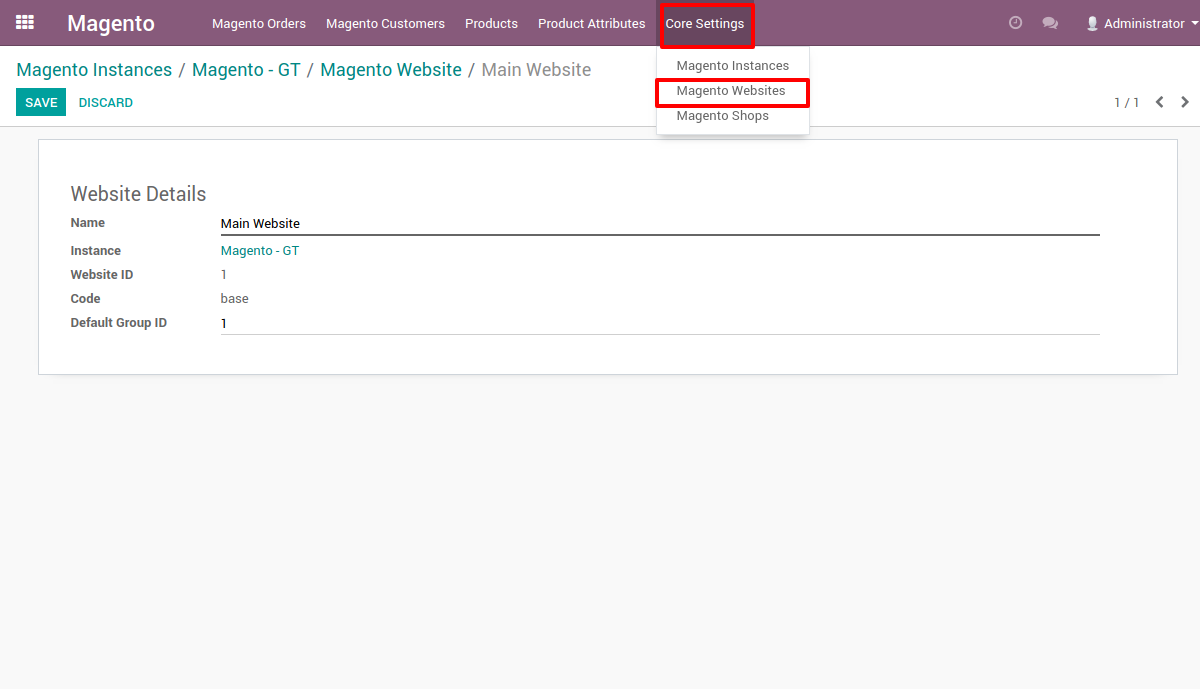 Magento Magento Orders Magento Customers Products Product Attributes Core Settings Administrator
Magento Instances
Magento Websites
Magento Shops
Magento Instances / Magento - GT / Magento Website / Main Website
SAVE DISCARD 1 / 1
Website Details
Name Main Website
Instance Magento - GT
Website ID 1
Code base
Default Group ID 1